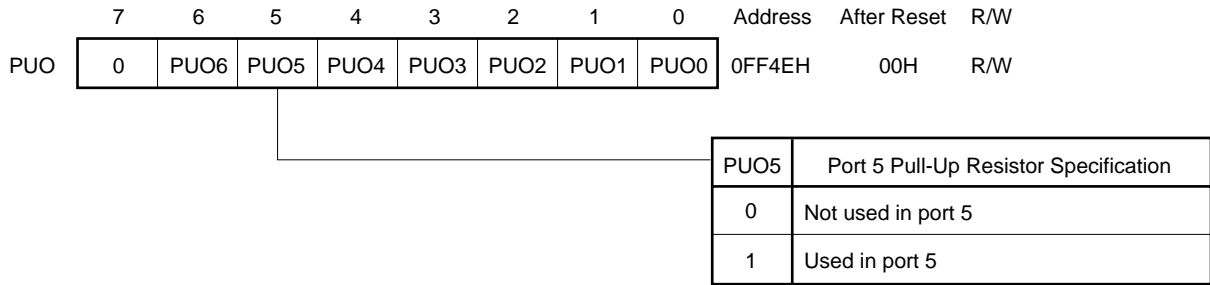 7 6 5 4 3 2 1 0 Address After Reset R/W
PUO 0 PUO6 PUO5 PUO4 PUO3 PUO2 PUO1 PUO0 0FF4EH 00H R/W
PUO5 Port 5 Pull-Up Resistor Specification
0 Not used in port 5
1 Used in port 5